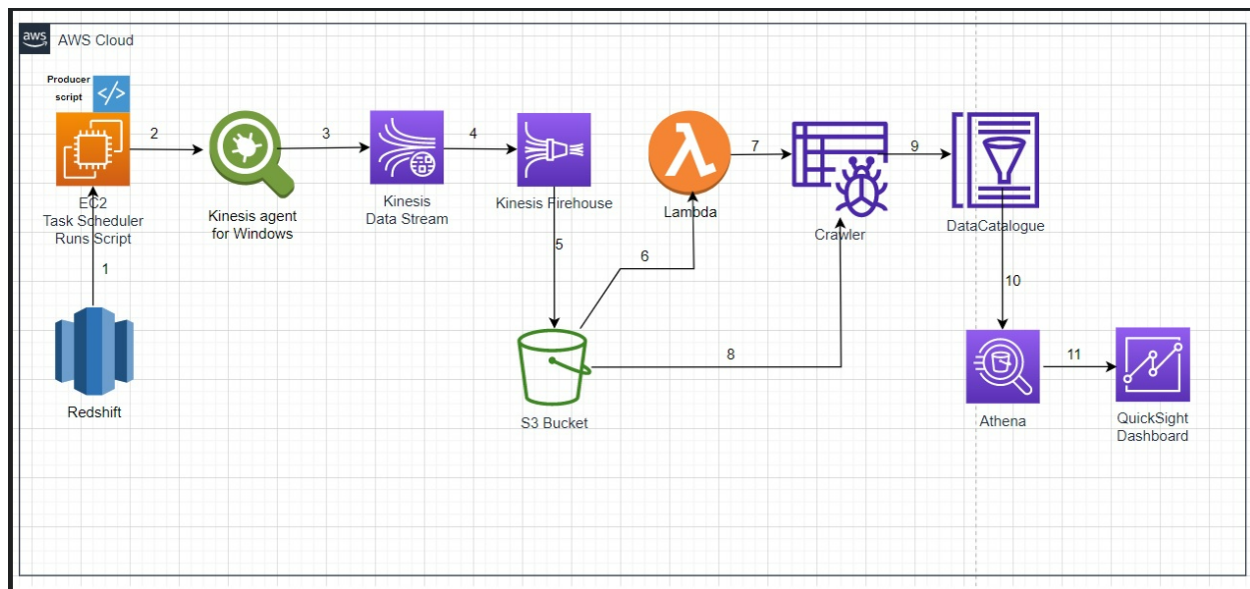 aws
AWS Cloud
Producer
script
</>
2
3
4
7
9
EC2
Task Scheduler
Runs Script
Kinesis agent
for Windows
Kinesis
Data Stream
Kinesis Firehouse
Lambda
Crawler
DataCatalogue
1
5
6
8
10
11
Redshift
S3 Bucket
Athena
QuickSight
Dashboard